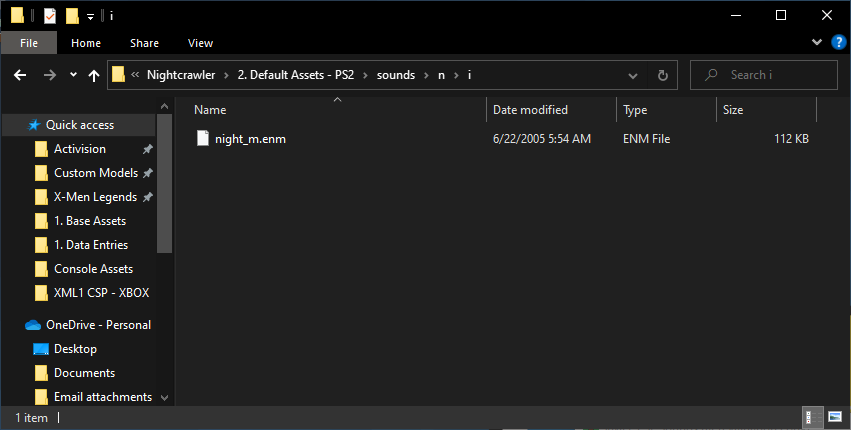 i
File Home Share View
« Nightcrawler > 2. Default Assets - PS2 > sounds > n > i
Search i
Name Date modified Type Size
Quick access
night_m.enm 6/22/2005 5:54 AM ENM File 112 KB
Activision
Custom Models
X-Men Legends
1. Base Assets
1. Data Entries
Console Assets
XML1 CSP - XBOX
OneDrive - Personal
Desktop
Documents
Email attachments
1 item